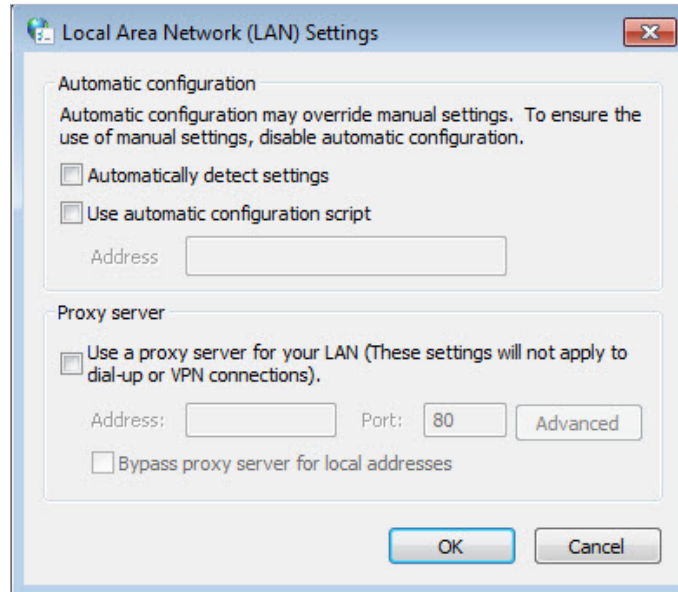 Local Area Network (LAN) Settings
Automatic configuration
Automatic configuration may override manual settings. To ensure the
use of manual settings, disable automatic configuration.
Automatically detect settings
Use automatic configuration script
Address
Proxy server
Use a proxy server for your LAN (These settings will not apply to
dial-up or VPN connections).
Address: Port: 80 Advanced
Bypass proxy server for local addresses
OK Cancel